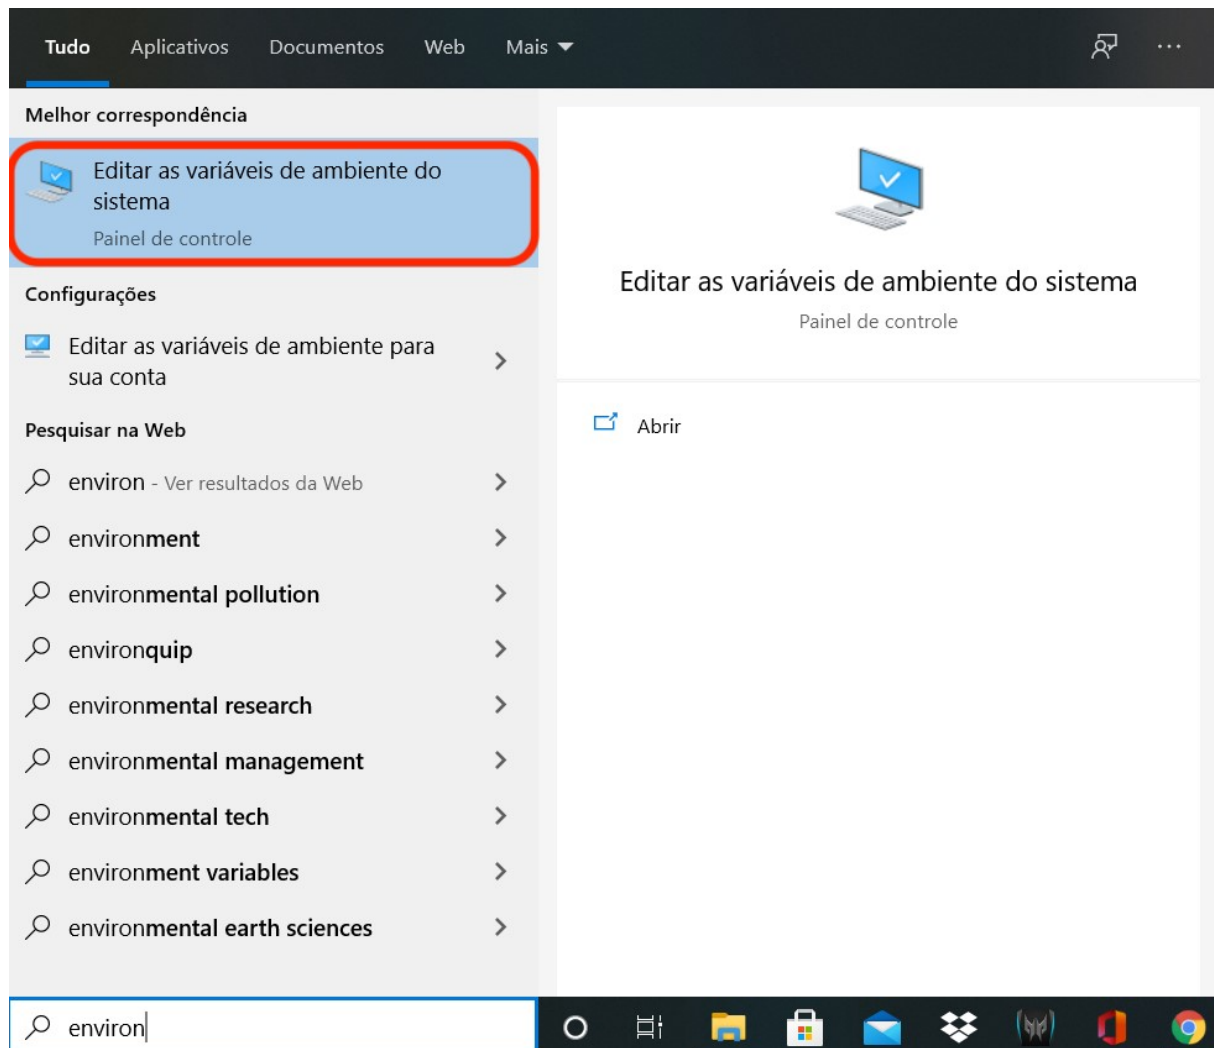 Tudo Aplicativos Documentos Web Mais
Melhor correspondência
Editar as variáveis de ambiente do
sistema
Painel de controle
Configurações
Editar as variáveis de ambiente para
sua conta
Pesquisar na Web
environ - Ver resultados da Web
environment
environmental pollution
environquip
environmental research
environmental management
environmental tech
environment variables
environmental earth sciences
environ
Editar as variáveis de ambiente do sistema
Painel de controle
Abrir